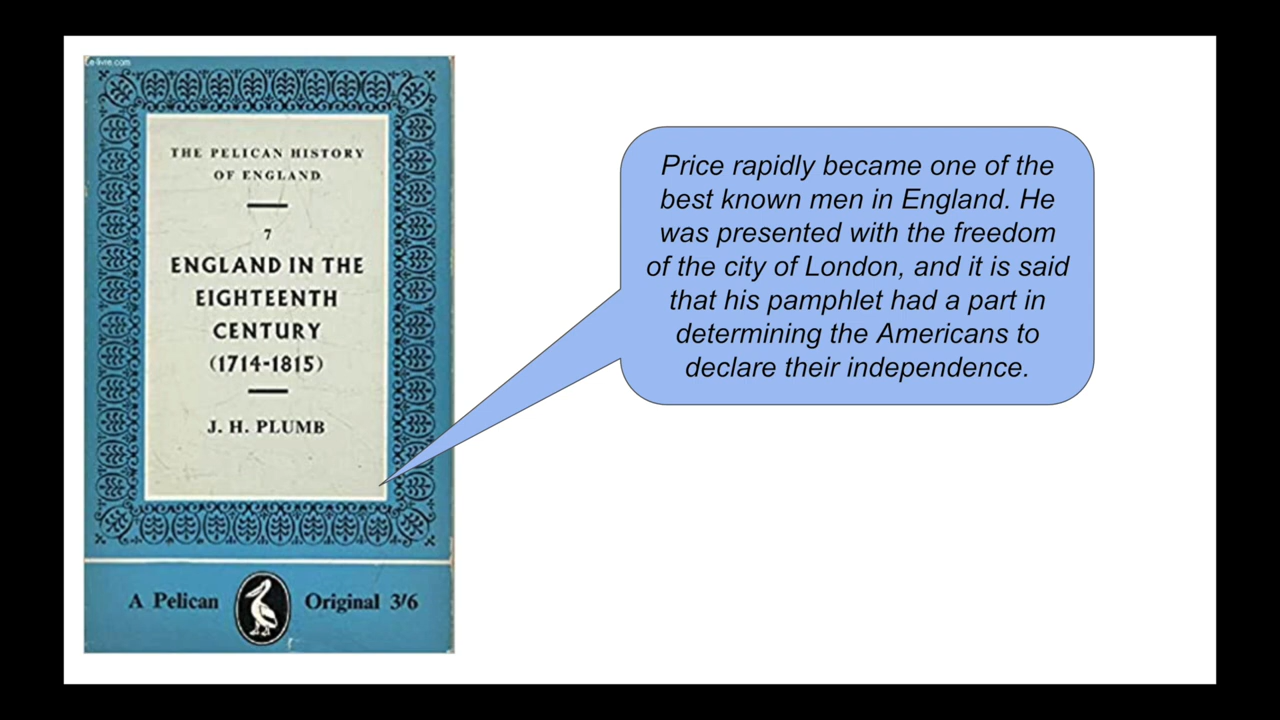 Le-livre.com
THE PELICAN HISTORY
OF ENGLAND
7
ENGLAND IN THE
EIGHTEENTH
CENTURY
(1714-1815)
J. H. PLUMB
A Pelican Original 3/6
Price rapidly became one of the
best known men in England. He
was presented with the freedom
of the city of London, and it is said
that his pamphlet had a part in
determining the Americans to
declare their independence.